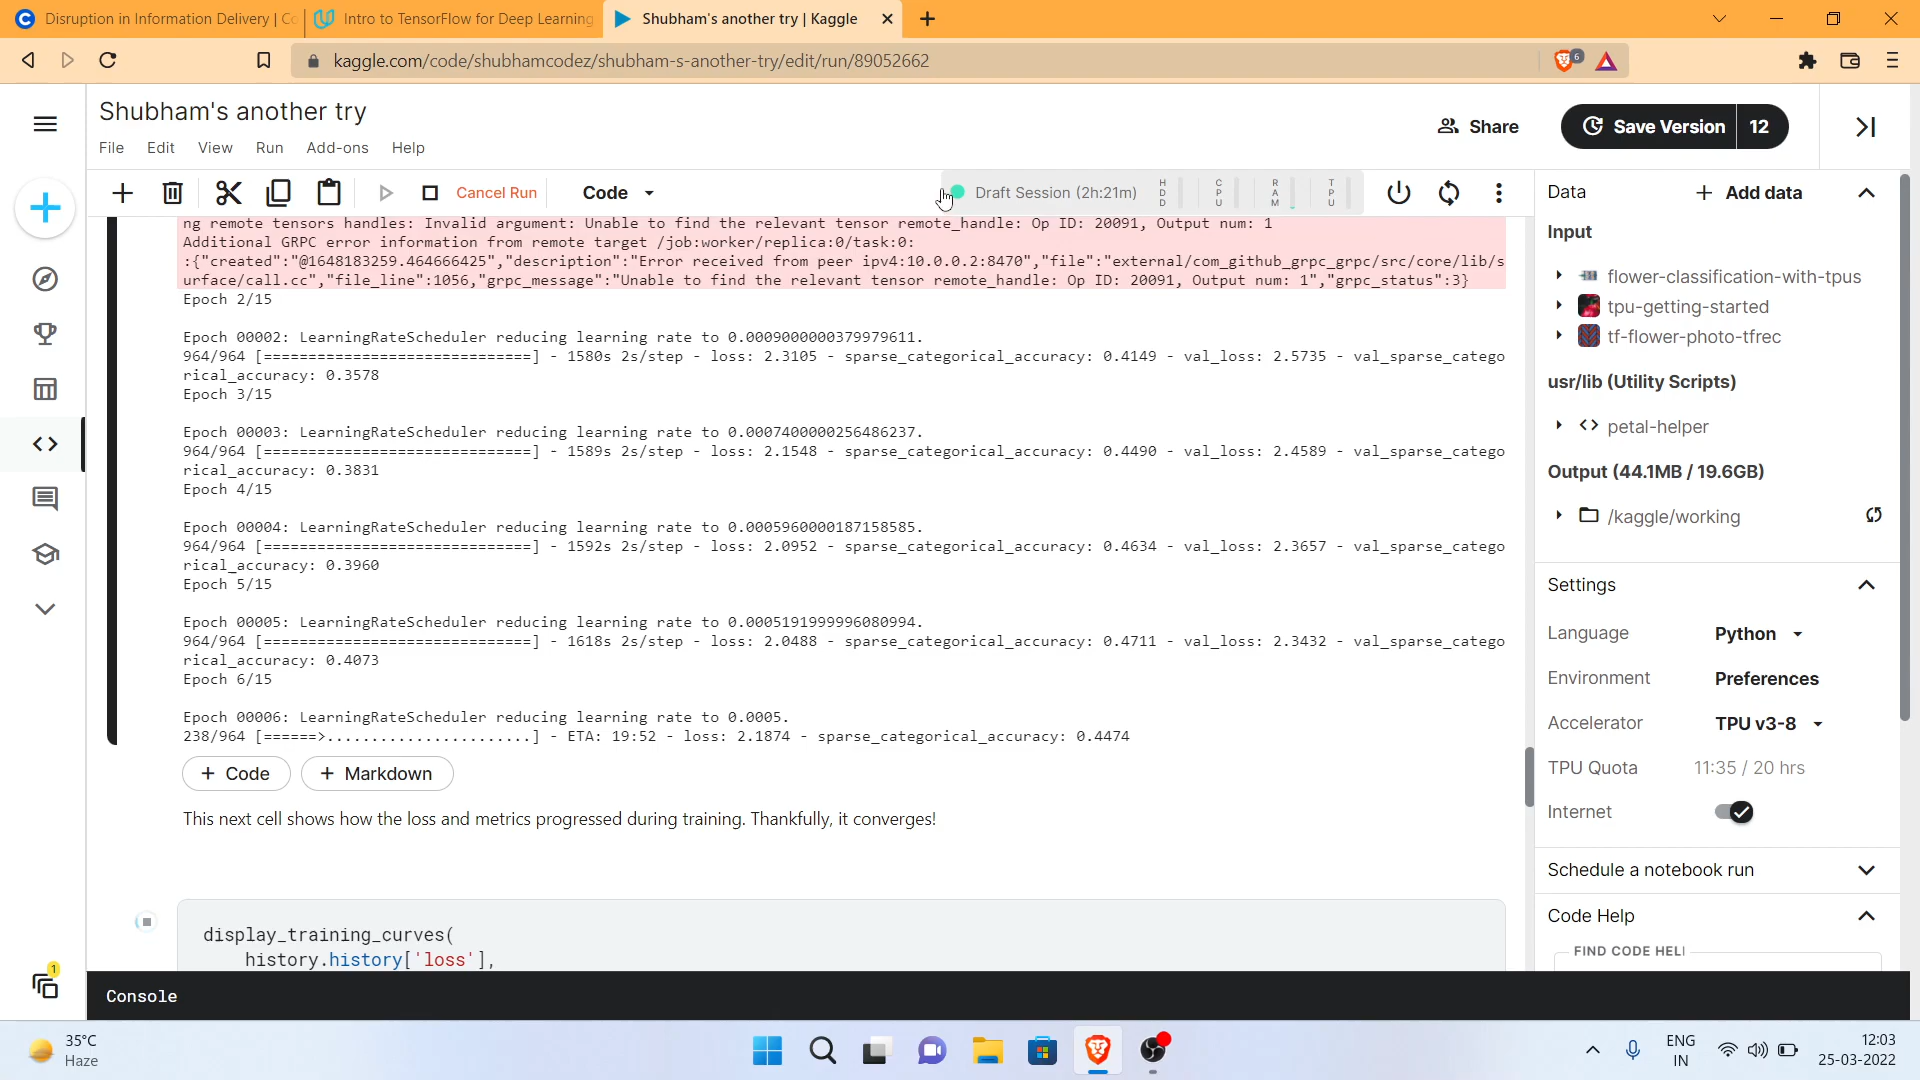 Disruption in Information Delivery | Co
Intro to TensorFlow for Deep Learning
Shubham's another try | Kaggle
kaggle.com/code/shubhamcodez/shubham-s-another-try/edit/run/89052662
6
Shubham's another try
File Edit View Run Add-ons Help
Share
Save Version 12
Cancel Run
Code
Draft Session (2h:21m)
HDD
CPU
RAM
TPU
ng remote tensors handles: Invalid argument: Unable to find the relevant tensor remote_handle: Op ID: 20091, Output num: 1
Additional GRPC error information from remote target /job:worker/replica:0/task:0:
:{"created":"@1648183259.464666425","description":"Error received from peer ipv4:10.0.0.2:8470","file":"external/com_github_grpc_grpc/src/core/lib/s
urface/call.cc","file_line":1056,"grpc_message":"Unable to find the relevant tensor remote_handle: Op ID: 20091, Output num: 1","grpc_status":3}
Epoch 2/15
Epoch 00002: LearningRateScheduler reducing learning rate to 0.0009000000379979611.
964/964 [==============================] - 1580s 2s/step - loss: 2.3105 - sparse_categorical_accuracy: 0.4149 - val_loss: 2.5735 - val_sparse_catego
rical_accuracy: 0.3578
Epoch 3/15
Epoch 00003: LearningRateScheduler reducing learning rate to 0.0007400000256486237.
964/964 [==============================] - 1589s 2s/step - loss: 2.1548 - sparse_categorical_accuracy: 0.4490 - val_loss: 2.4589 - val_sparse_catego
rical_accuracy: 0.3831
Epoch 4/15
Epoch 00004: LearningRateScheduler reducing learning rate to 0.0005960000187158585.
964/964 [==============================] - 1592s 2s/step - loss: 2.0952 - sparse_categorical_accuracy: 0.4634 - val_loss: 2.3657 - val_sparse_catego
rical_accuracy: 0.3960
Epoch 5/15
Epoch 00005: LearningRateScheduler reducing learning rate to 0.0005191999996080994.
964/964 [==============================] - 1618s 2s/step - loss: 2.0488 - sparse_categorical_accuracy: 0.4711 - val_loss: 2.3432 - val_sparse_catego
rical_accuracy: 0.4073
Epoch 6/15
Epoch 00006: LearningRateScheduler reducing learning rate to 0.0005.
238/964 [======>.......................] - ETA: 19:52 - loss: 2.1874 - sparse_categorical_accuracy: 0.4474
+ Code
+ Markdown
This next cell shows how the loss and metrics progressed during training. Thankfully, it converges!
display_training_curves(
history.history['loss'],
Console
Data
+ Add data
Input
flower-classification-with-tpus
tpu-getting-started
tf-flower-photo-tfrec
usr/lib (Utility Scripts)
<> petal-helper
Output (44.1MB / 19.6GB)
/kaggle/working
Settings
Language Python
Environment Preferences
Accelerator TPU v3-8
TPU Quota 11:35 / 20 hrs
Internet
Schedule a notebook run
Code Help
FIND CODE HELP
1
35°C
Haze
ENG
IN
12:03
25-03-2022